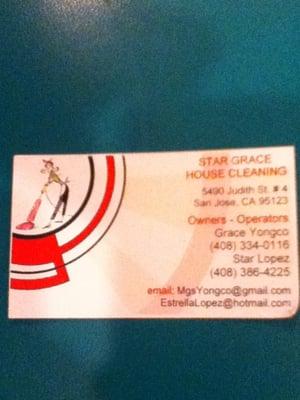 STAR GRACE
HOUSE CLEANING
5490 Judith St. # 4
San Jose, CA 95123
Owners - Operators
Grace Yongco
(408) 334-0116
Star Lopez
(408) 386-4225
email: MgsYongco@gmail.com
EstrellaLopez@hotmail.com